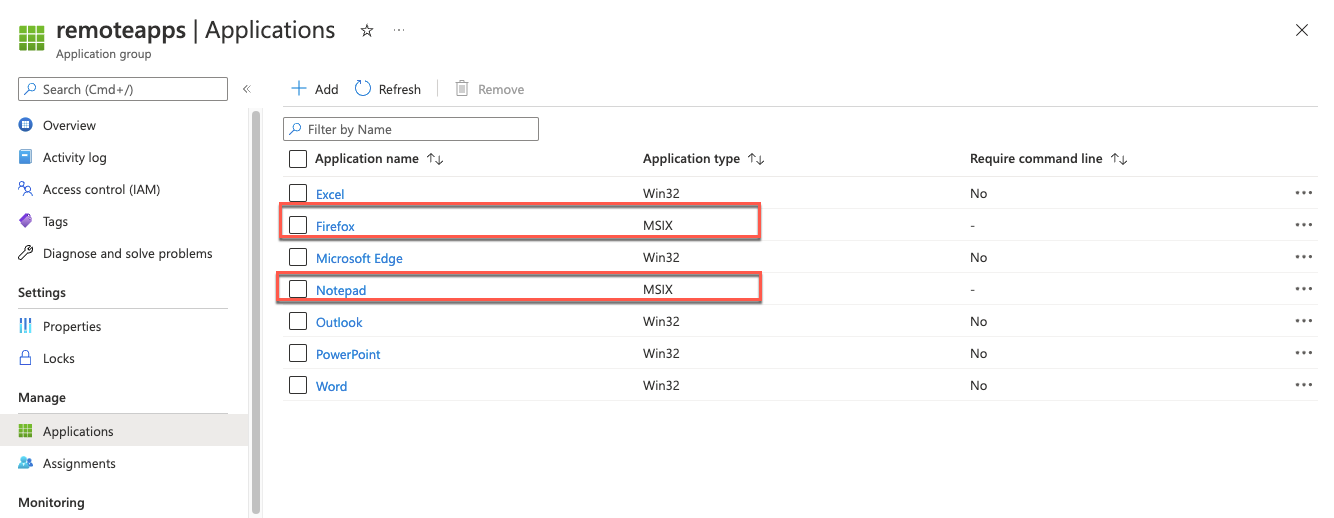 remoteapps | Applications
Application group
Search (Cmd+/)
Overview
Activity log
Access control (IAM)
Tags
Diagnose and solve problems
Settings
Properties
Locks
Manage
Applications
Assignments
Monitoring
Add Refresh Remove
Filter by Name
Application name Application type Require command line
Excel Win32 No
Firefox MSIX -
Microsoft Edge Win32 No
Notepad MSIX -
Outlook Win32 No
PowerPoint Win32 No
Word Win32 No